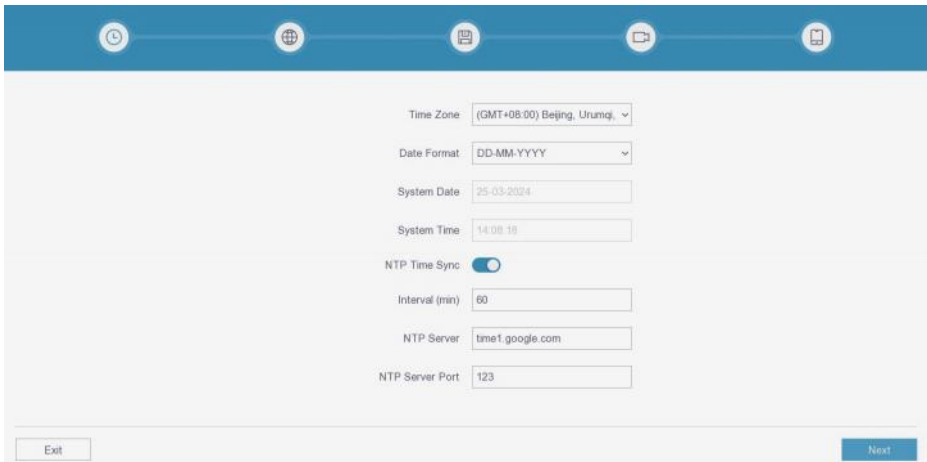 Time Zone (GMT+08:00) Beijing, Urumqi,
Date Format DD-MM-YYYY
System Date 25-03-2024
System Time 14:08:18
NTP Time Sync
Interval (min) 60
NTP Server time1.google.com
NTP Server Port 123
Exit Next